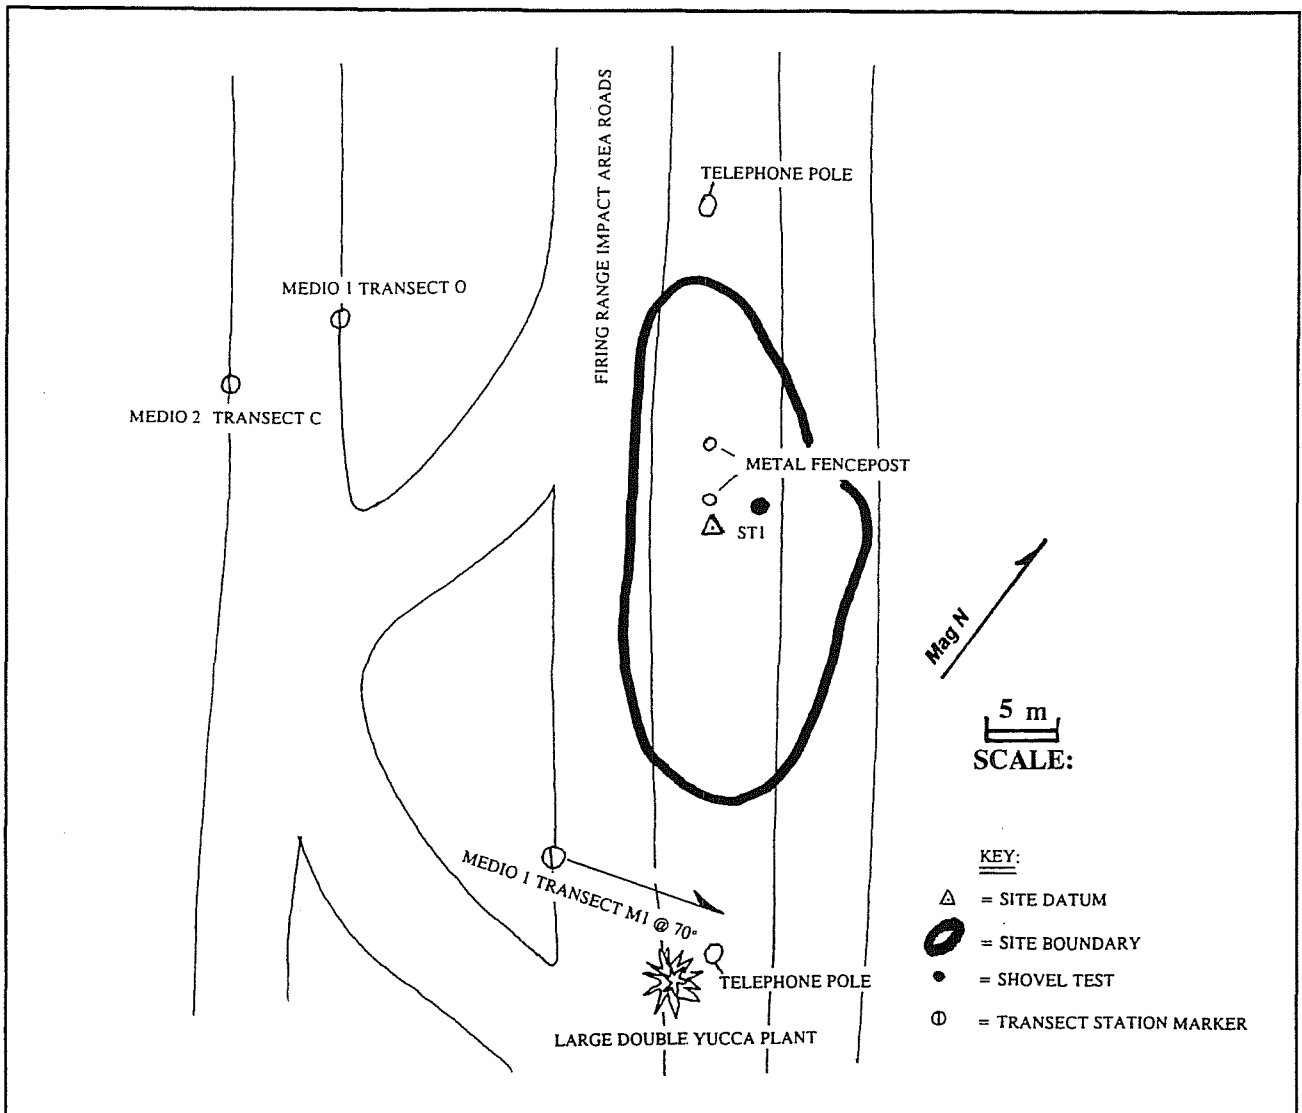 FIRING RANGE IMPACT AREA ROADS
TELEPHONE POLE
MEDIO 1 TRANSECT O
MEDIO 2 TRANSECT C
METAL FENCEPOST
ST1
Mag N
5 m
SCALE:
MEDIO 1 TRANSECT M1 @ 70°
TELEPHONE POLE
LARGE DOUBLE YUCCA PLANT
KEY:
= SITE DATUM
= SITE BOUNDARY
= SHOVEL TEST
= TRANSECT STATION MARKER